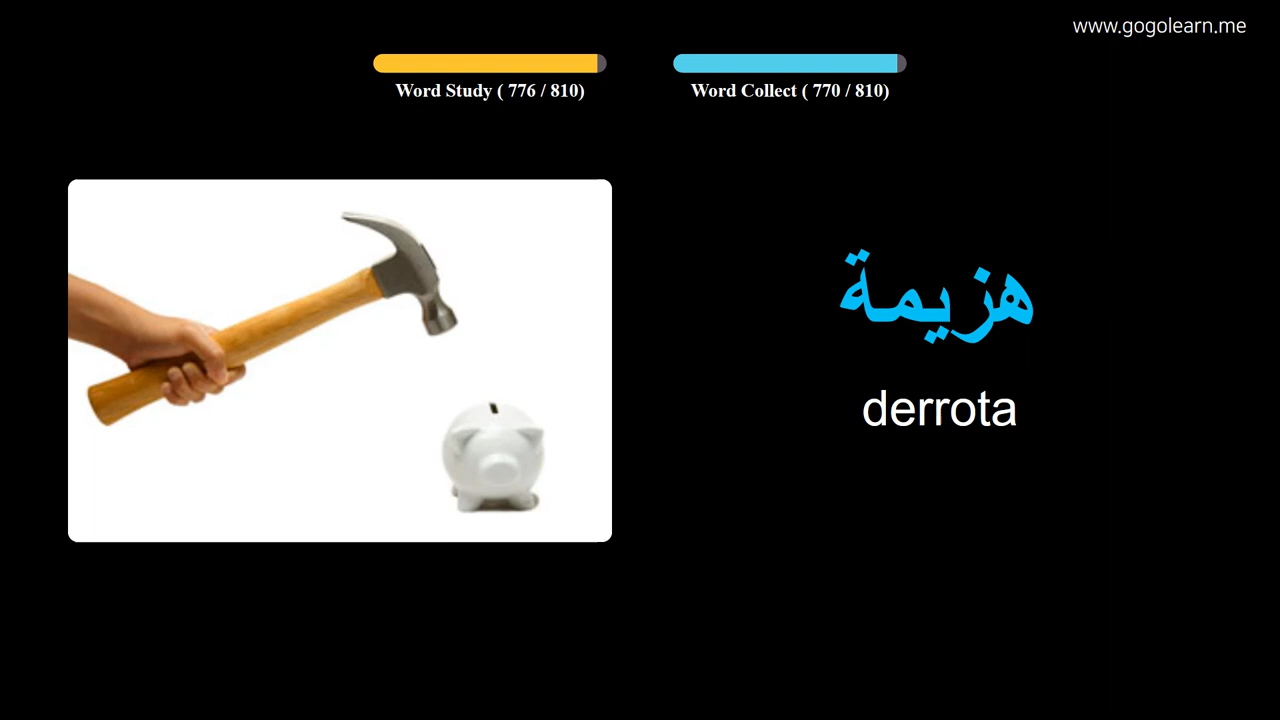 www.gogolearn.me
Word Study ( 776 / 810)
Word Collect ( 770 / 810)
هزيمة
derrota